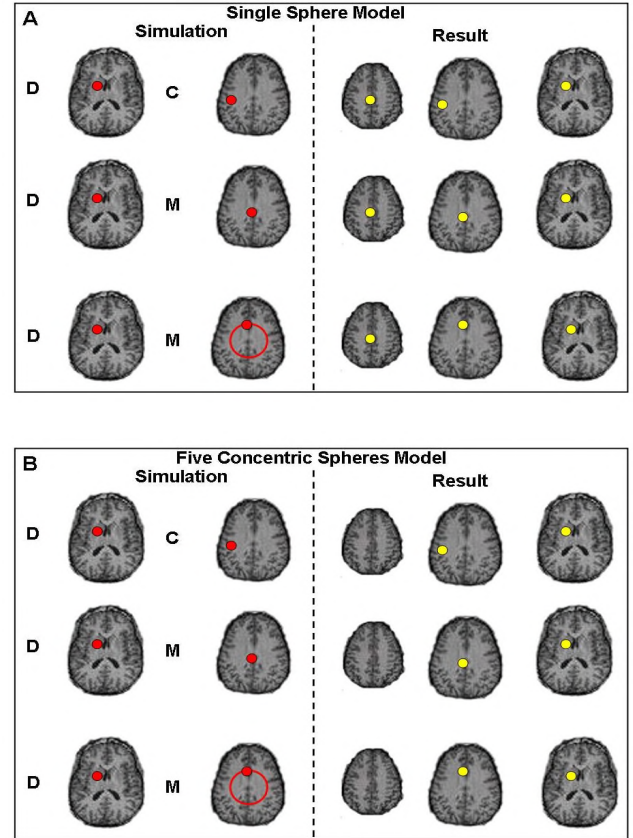 A
Single Sphere Model
Simulation
Result
D
C
D
M
D
M
B
Five Concentric Spheres Model
Simulation
Result
D
C
D
M
D
M